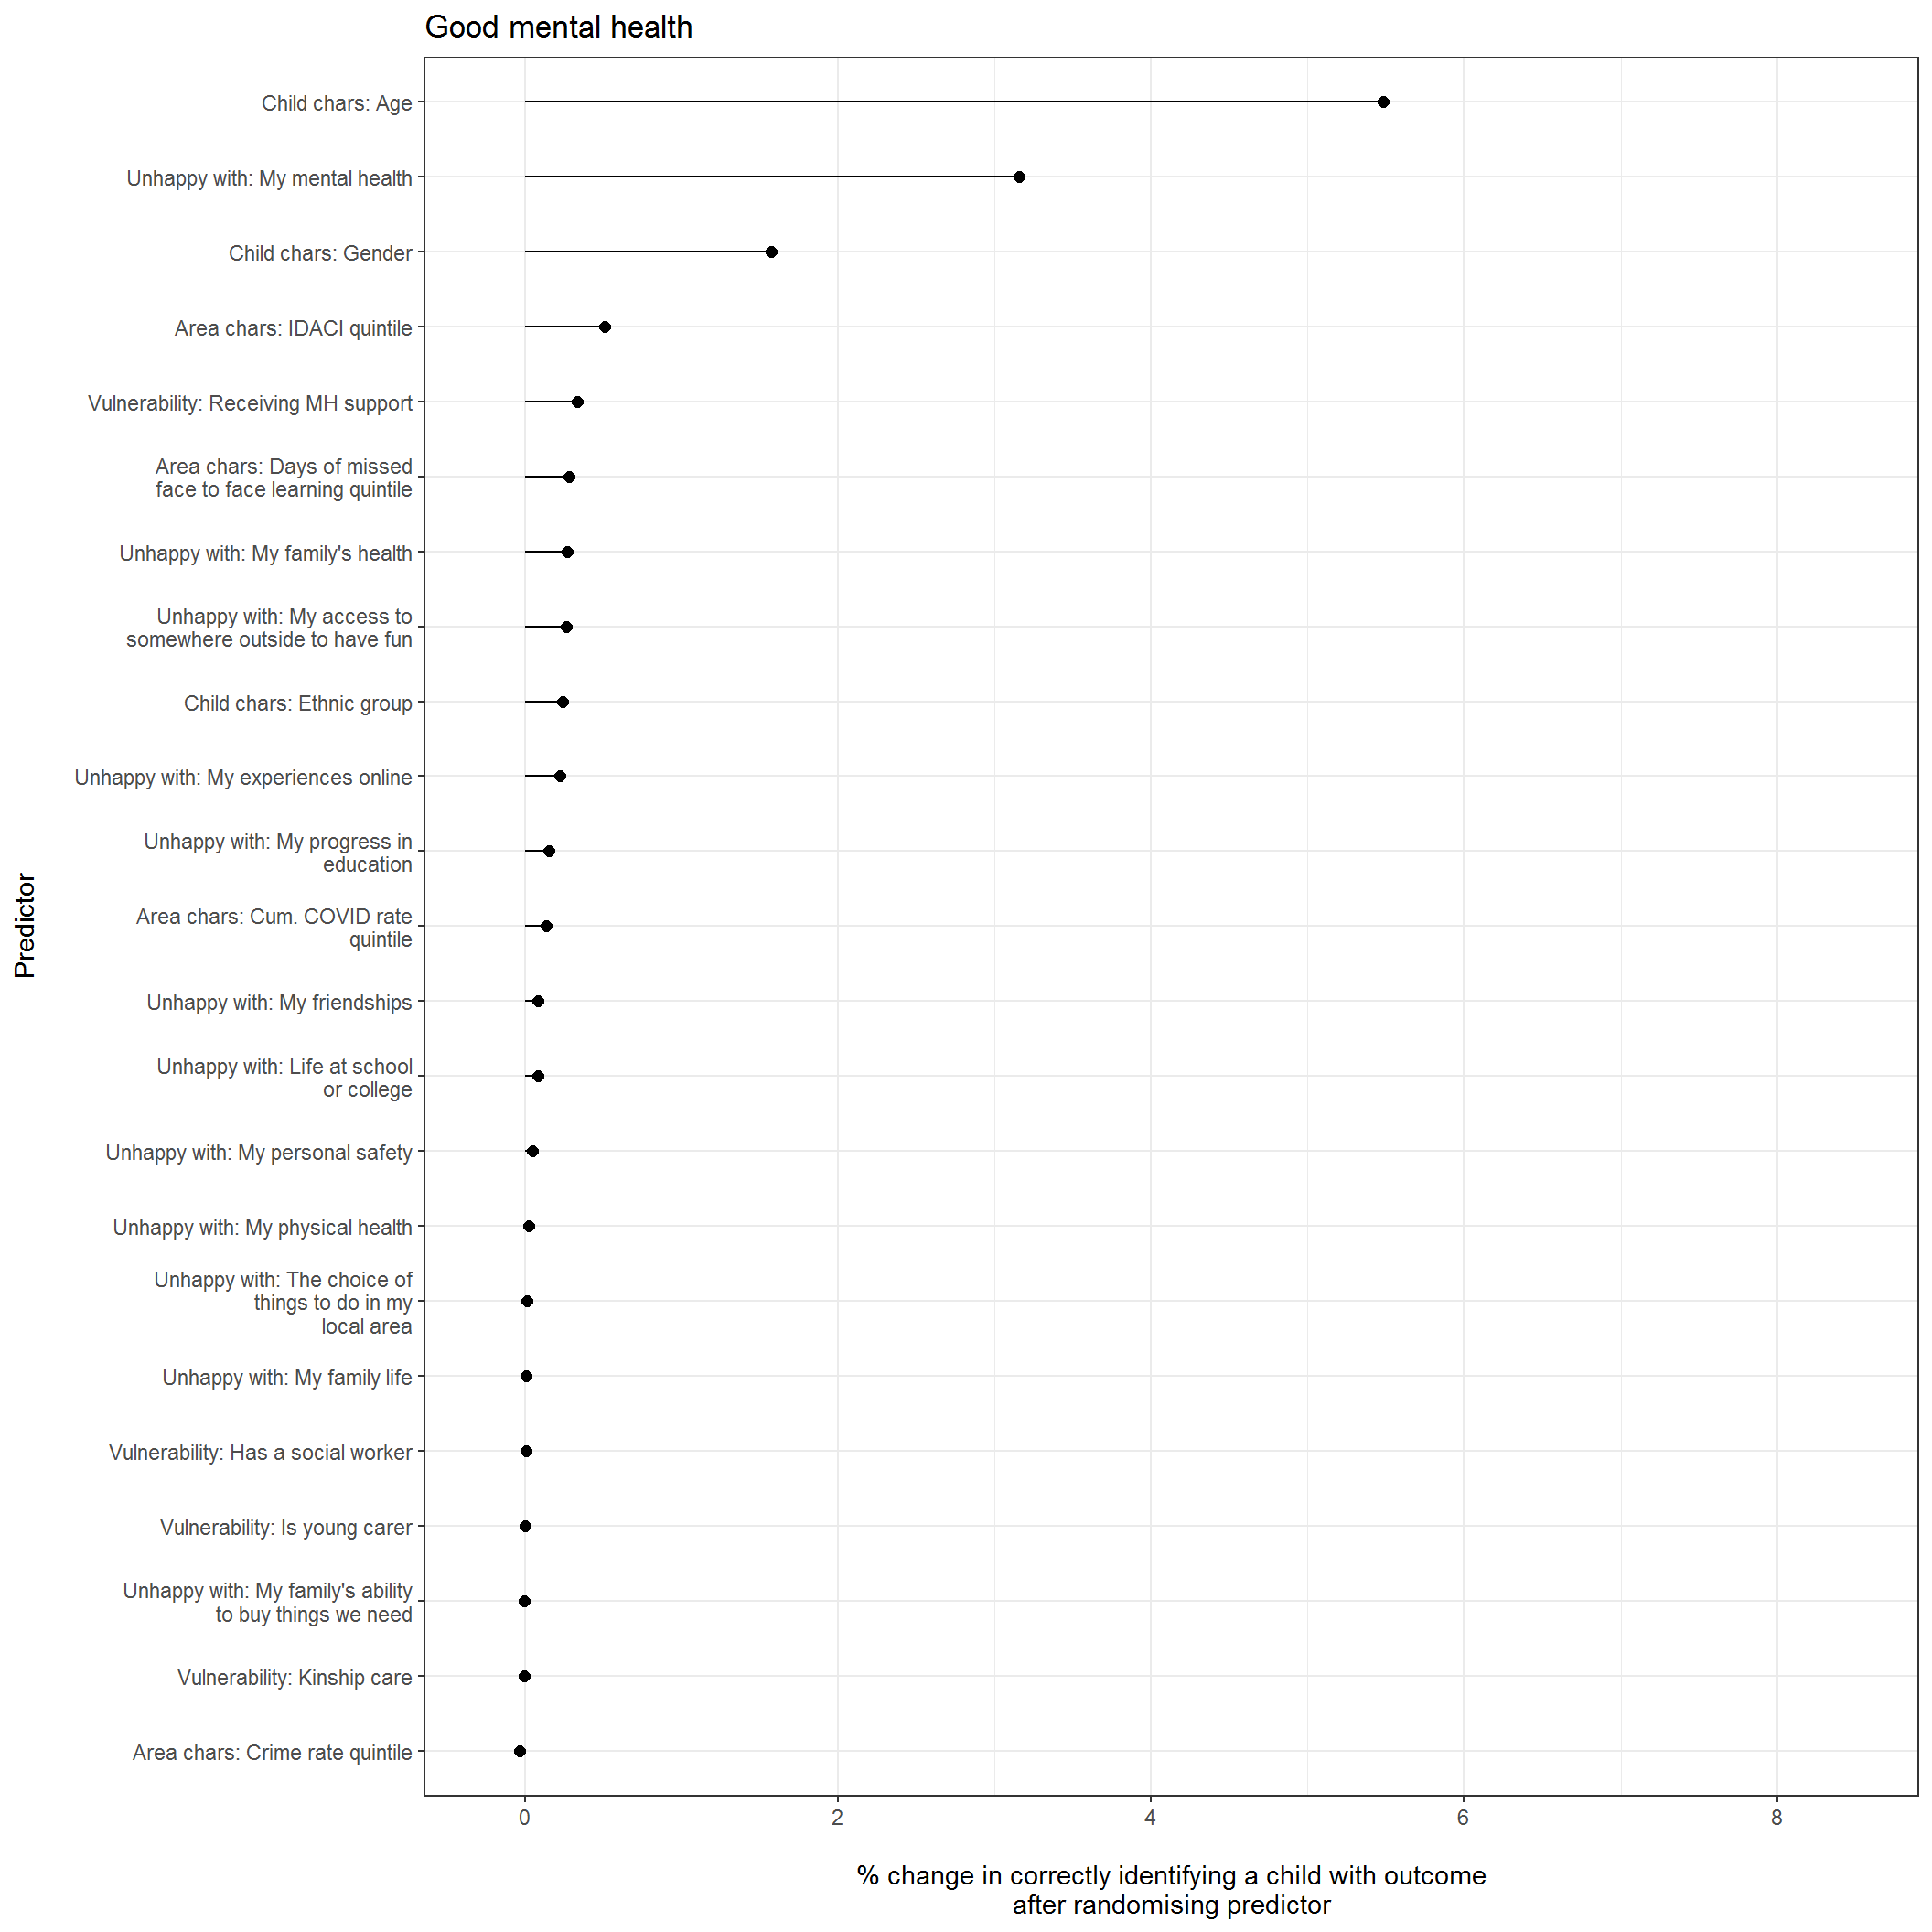 Good mental health
Child chars: Age
Unhappy with: My mental health
Child chars: Gender
Area chars: IDACI quintile
Vulnerability: Receiving MH support
Area chars: Days of missed
face to face learning quintile
Unhappy with: My family's health
Unhappy with: My access to
somewhere outside to have fun
Child chars: Ethnic group
Unhappy with: My experiences online
Unhappy with: My progress in
education
Area chars: Cum. COVID rate
quintile
Unhappy with: My friendships
Unhappy with: Life at school
or college
Unhappy with: My personal safety
Unhappy with: My physical health
Unhappy with: The choice of
things to do in my
local area
Unhappy with: My family life
Vulnerability: Has a social worker
Vulnerability: Is young carer
Unhappy with: My family's ability
to buy things we need
Vulnerability: Kinship care
Area chars: Crime rate quintile
Predictor
0 2 4 6 8
% change in correctly identifying a child with outcome
after randomising predictor